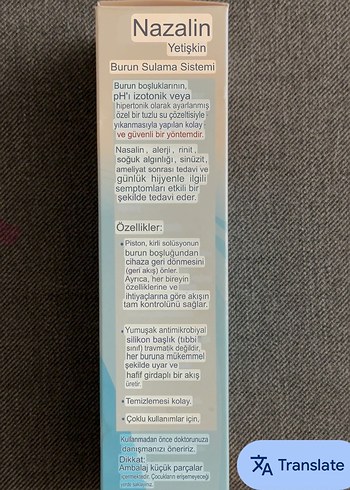 Nazalin
Yetişkin
Burun Sulama Sistemi
Burun boşluklarının,
pH'ı izotonik veya
hipertonik olarak ayarlanmış
özel bir tuzlu su çözeltisiyle
yıkanmasıyla yapılan kolay
ve güvenli bir yöntemdir.
Nasalin, alerji, rinit,
soğuk algınlığı, sinüzit,
ameliyat sonrası tedavi ve
günlük hijyenle ilgili
semptomları etkili bir
şekilde tedavi eder.
Özellikler:
• Piston, kirli solüsyonun
burun boşluğundan
cihaza geri dönmesini
(geri akış) önler.
Ayrıca, her bireyin
özelliklerine ve
ihtiyaçlarına göre akışın
tam kontrolünü sağlar.
• Yumuşak antimikrobiyal
silikon başlık (tıbbi
sınıf) travmatik değildir,
her buruna mükemmel
şekilde uyar ve
hafif girdaplı bir akış
üretir.
• Temizlemesi kolay.
• Çoklu kullanımlar için.
Kullanmadan önce doktorunuza
danışmanızı öneririz.
Dikkat:
Ambalaj küçük parçalar
içermektedir. Çocukların erişemeyeceği
Translate